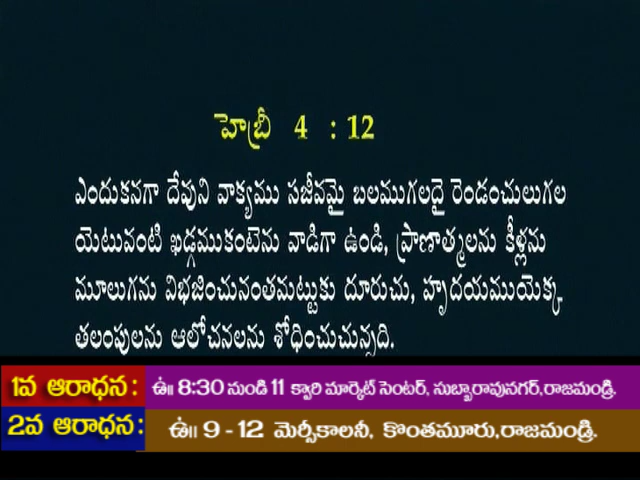 హెబ్రీ 4 : 12
ఎందుకనగా దేవుని వాక్యము సజీవమై బలముగలదై రెండంచులుగల
యెటువంటి ఖడ్గముకంటెను వాడిగా ఉండి, ప్రాణాత్మలను కీళ్లను
మూలుగను విభజించునంతమట్టుకు దూరుచు, హృదయముయొక్క
తలంపులను ఆలోచనలను శోధించుచున్నది.
1వ ఆరాధన : ఉ॥ 8:30 నుండి 11 క్వారి మార్కెట్ సెంటర్, సుబ్బారావునగర్,రాజమండ్రి.
2వ ఆరాధన : ఉ॥ 9 - 12 మెర్సీకాలనీ, కొంతమూరు,రాజమండ్రి.